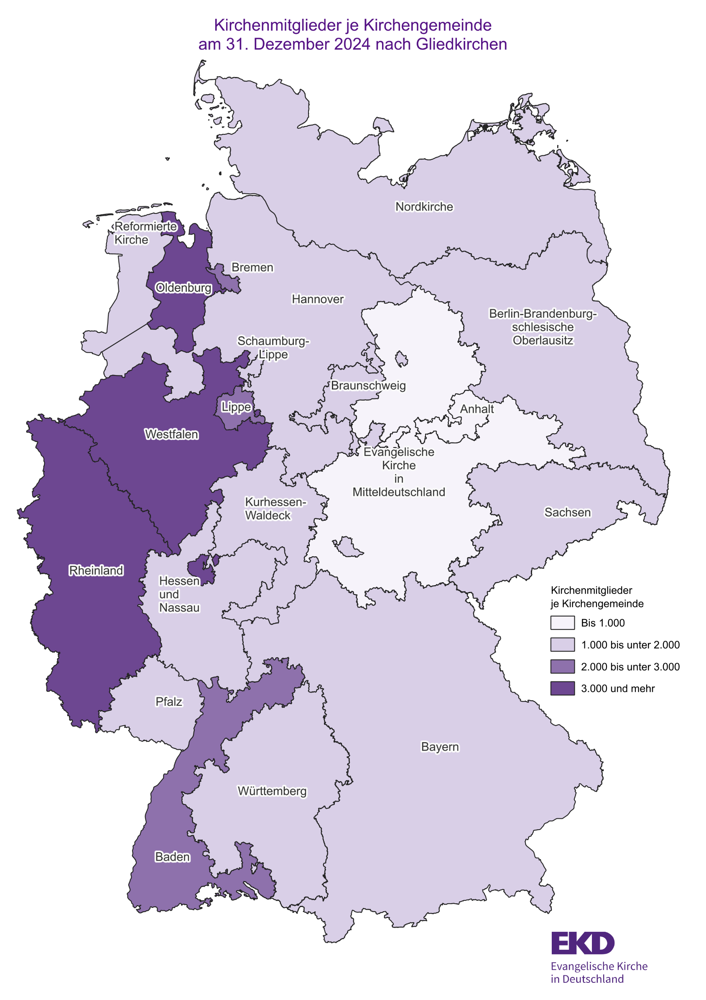 Kirchenmitglieder je Kirchengemeinde
am 31. Dezember 2024 nach Gliedkirchen
Nordkirche
Reformierte
Kirche
Bremen
Oldenburg
Hannover
Berlin-Brandenburg-
schlesische
Oberlausitz
Schaumburg-
Lippe
Braunschweig
Lippe
Anhalt
Westfalen
Evangelische
Kirche
in
Mitteldeutschland
Kurhessen-
Waldeck
Sachsen
Rheinland
Hessen
und
Nassau
Kirchenmitglieder
je Kirchengemeinde
Bis 1.000
1.000 bis unter 2.000
2.000 bis unter 3.000
3.000 und mehr
Pfalz
Bayern
Württemberg
Baden
EKD
Evangelische Kirche
in Deutschland